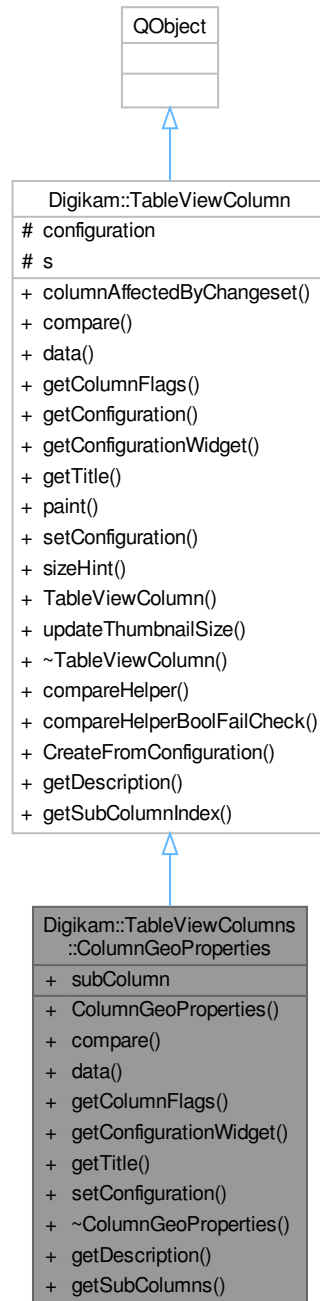 QObject
Digikam::TableViewColumn
# configuration
# s
+ columnAffectedByChangeset()
+ compare()
+ data()
+ getColumnFlags()
+ getConfiguration()
+ getConfigurationWidget()
+ getTitle()
+ paint()
+ setConfiguration()
+ sizeHint()
+ TableViewColumn()
+ updateThumbnailSize()
+ ~TableViewColumn()
+ compareHelper()
+ compareHelperBoolFailCheck()
+ CreateFromConfiguration()
+ getDescription()
+ getSubColumnIndex()
Digikam::TableViewColumns
::ColumnGeoProperties
+ subColumn
+ ColumnGeoProperties()
+ compare()
+ data()
+ getColumnFlags()
+ getConfigurationWidget()
+ getTitle()
+ setConfiguration()
+ ~ColumnGeoProperties()
+ getDescription()
+ getSubColumns()